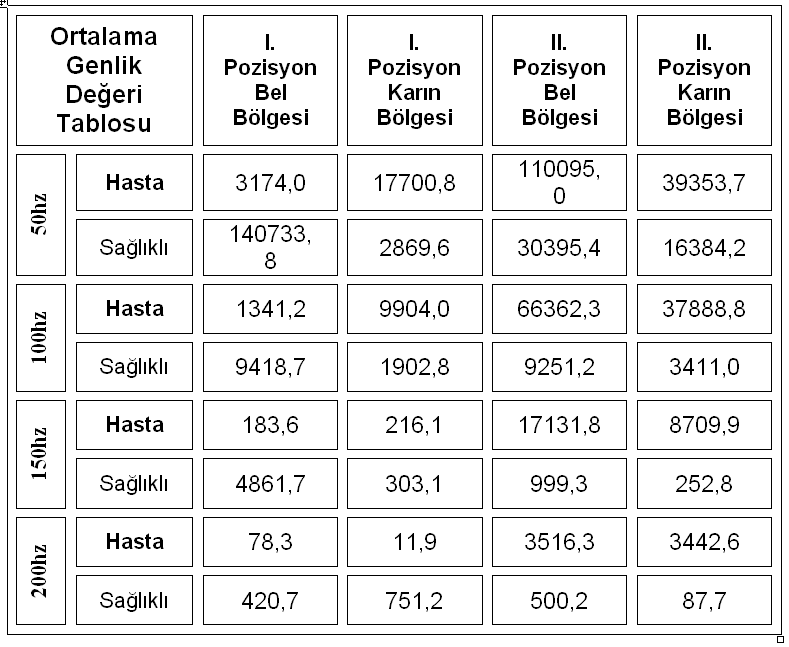 Ortalama
Genlik
Değeri
Tablosu
I.
Pozisyon
Bel
Bölgesi
I.
Pozisyon
Karın
Bölgesi
II.
Pozisyon
Bel
Bölgesi
II.
Pozisyon
Karın
Bölgesi
50hz
Hasta
3174,0
17700,8
110095,
0
39353,7
Sağlıklı
140733,
8
2869,6
30395,4
16384,2
100hz
Hasta
1341,2
9904,0
66362,3
37888,8
Sağlıklı
9418,7
1902,8
9251,2
3411,0
150hz
Hasta
183,6
216,1
17131,8
8709,9
Sağlıklı
4861,7
303,1
999,3
252,8
200hz
Hasta
78,3
11,9
3516,3
3442,6
Sağlıklı
420,7
751,2
500,2
87,7